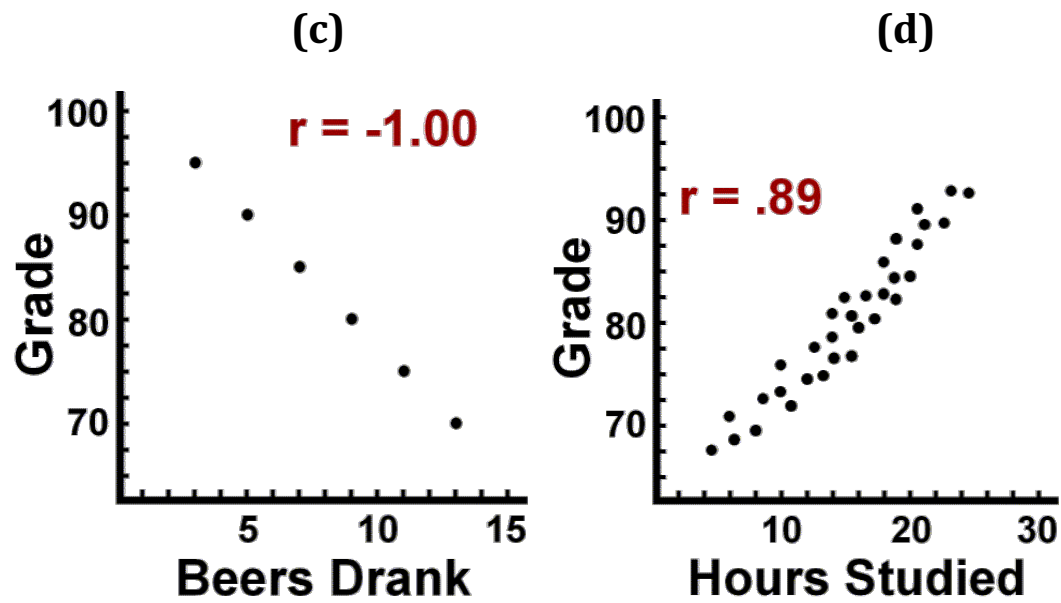 (c)
100
90
80
70
r = -1.00
Grade
5 10 15
Beers Drank
(d)
100
90
80
70
r = .89
Grade
10 20 30
Hours Studied